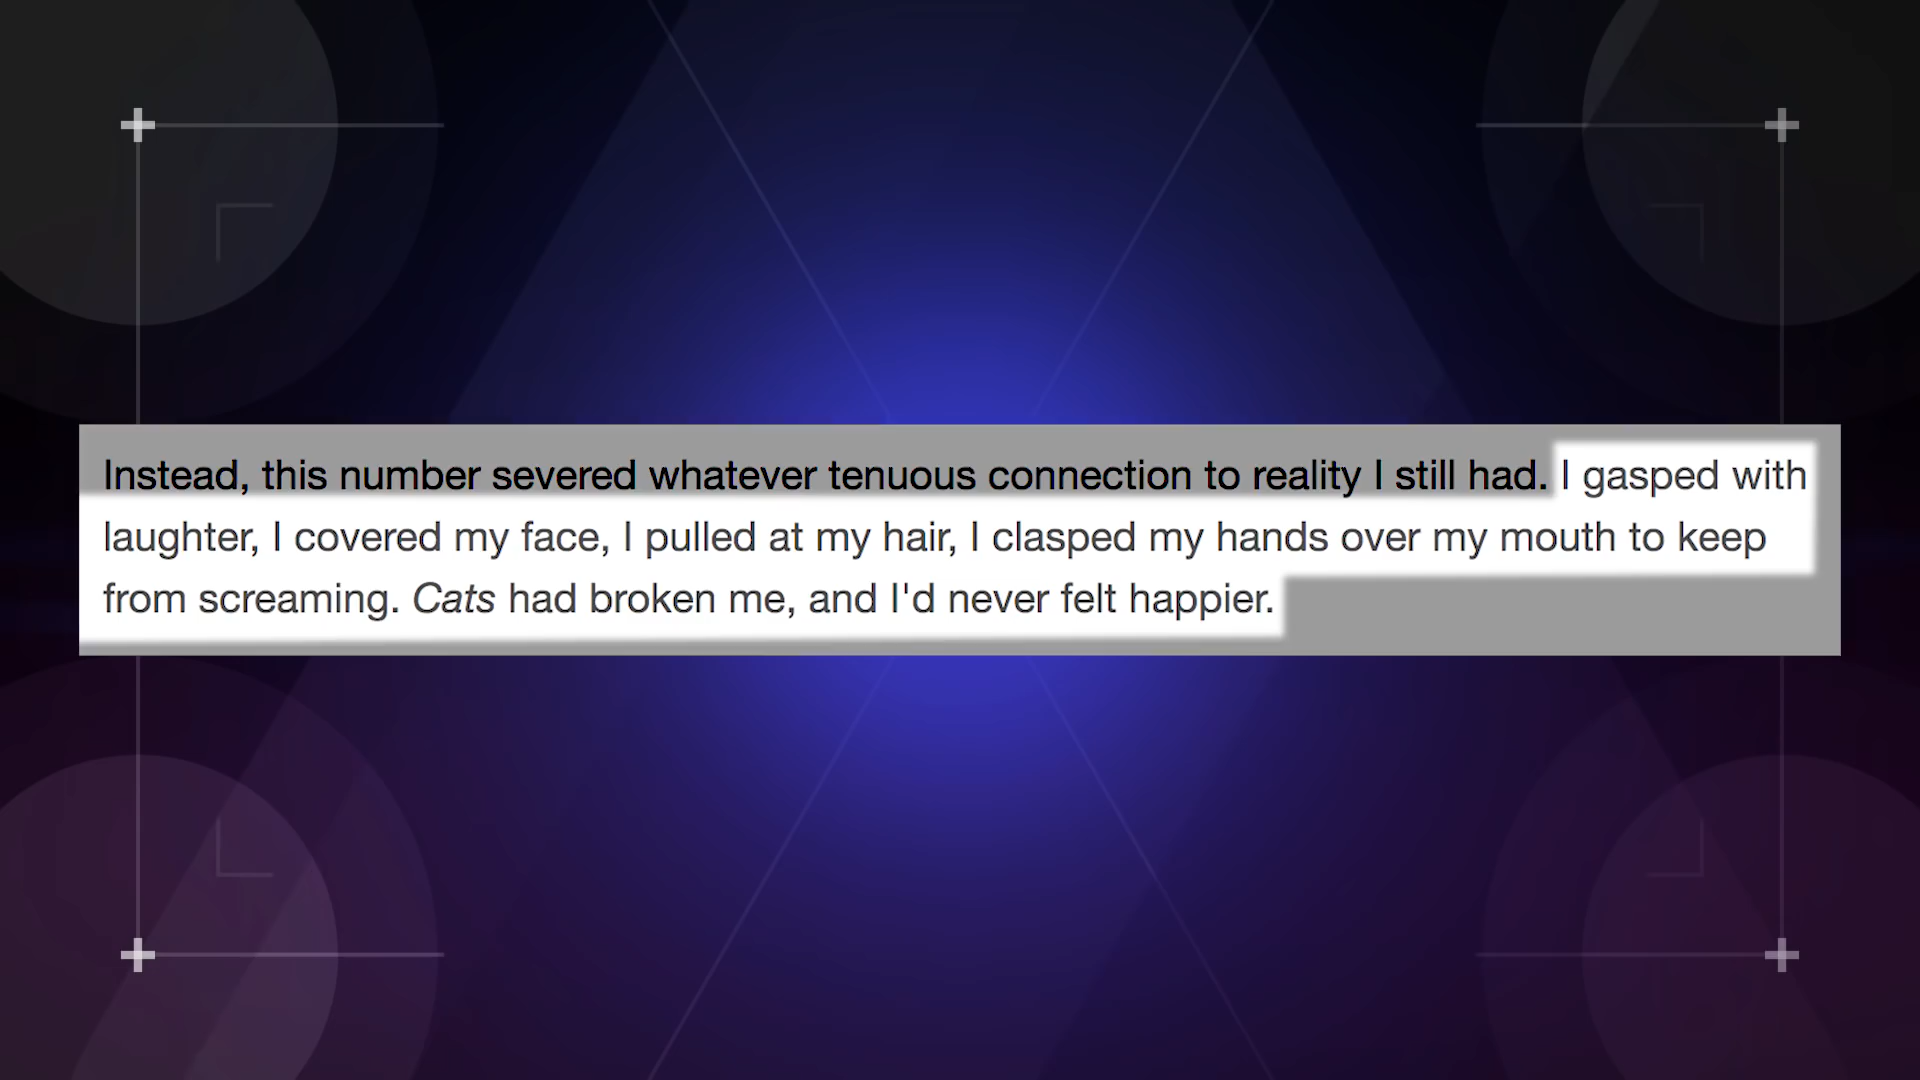 Instead, this number severed whatever tenuous connection to reality I still had. I gasped with
laughter, I covered my face, I pulled at my hair, I clasped my hands over my mouth to keep
from screaming. Cats had broken me, and I'd never felt happier.